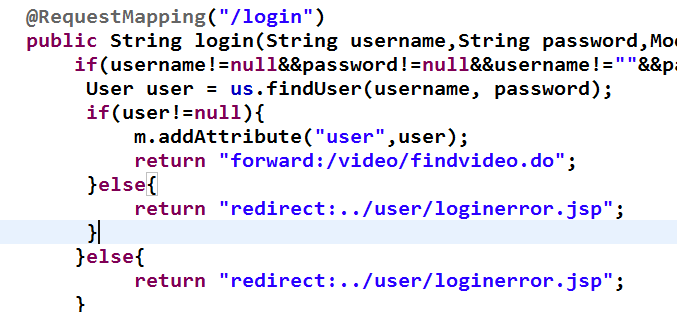 @RequestMapping("/login")
public String login(String username,String password,Mo
if(username!=null&&password!=null&&username!=""&&p
User user = us.findUser(username, password);
if(user!=null){
m.addAttribute("user",user);
return "forward:/video/findvideo.do";
}else{
return "redirect:../user/loginerror.jsp";
}
}else{
return "redirect:../user/loginerror.jsp";
}